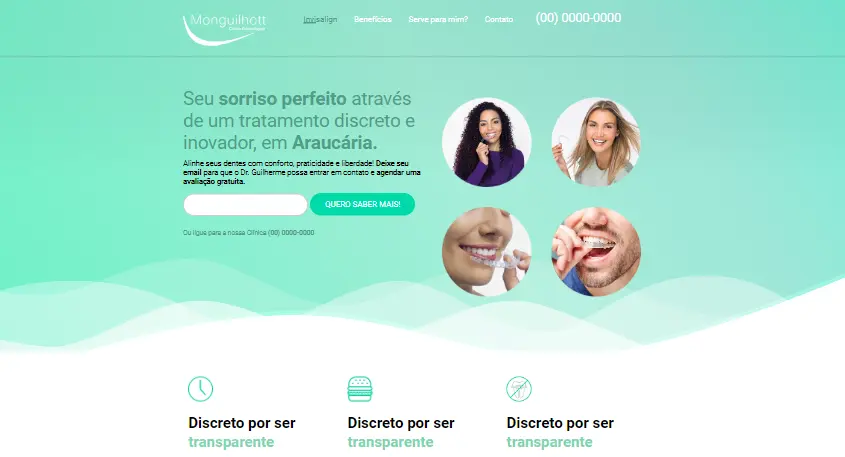 Monguilhott
Invisalign
Benefícios
Serve para mim?
Contato
(00) 0000-0000
Seu sorriso perfeito através
de um tratamento discreto e
inovador, em Araucária.
Alinhe seus dentes com conforto, praticidade e liberdade! Deixe seu
email para que o Dr. Guilherme possa entrar em contato e agendar uma
avaliação gratuita.
QUERO SABER MAIS!
Ou ligue para a nossa Clínica (00) 0000-0000
Discreto por ser
transparente
Discreto por ser
transparente
Discreto por ser
transparente